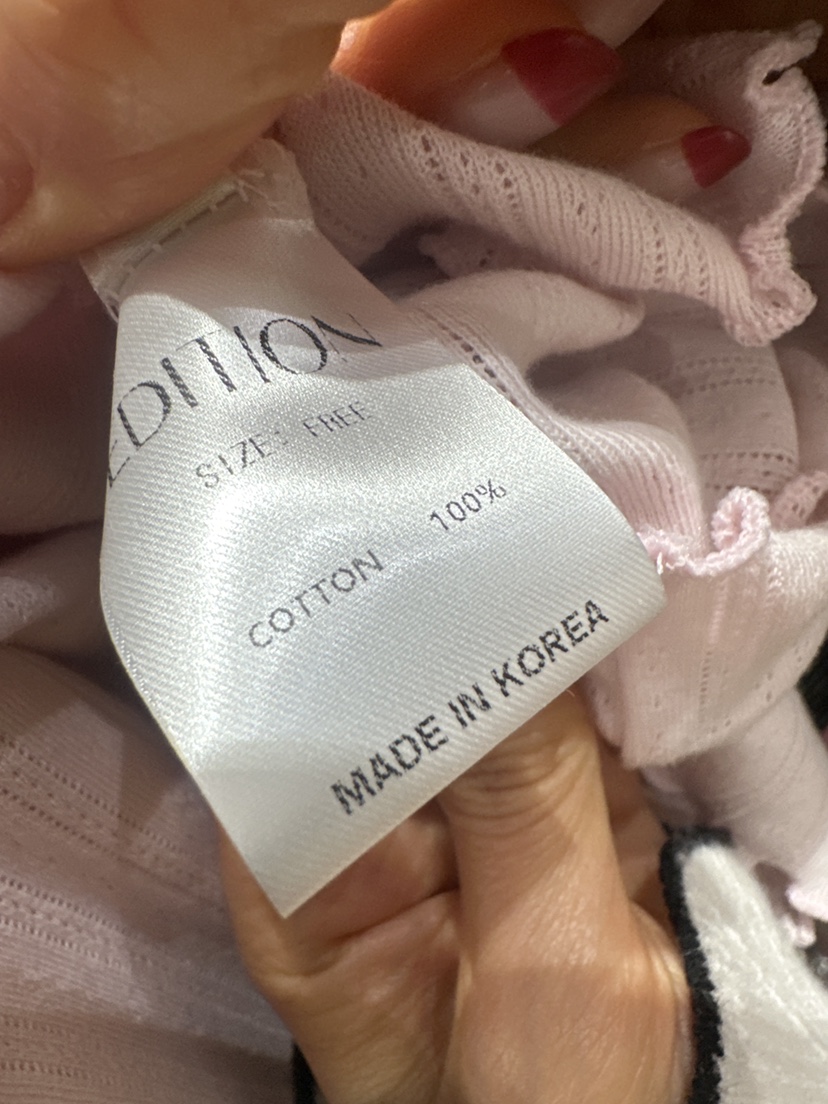 EDITION
SIZE: FREE
COTTON 100%
MADE IN KOREA